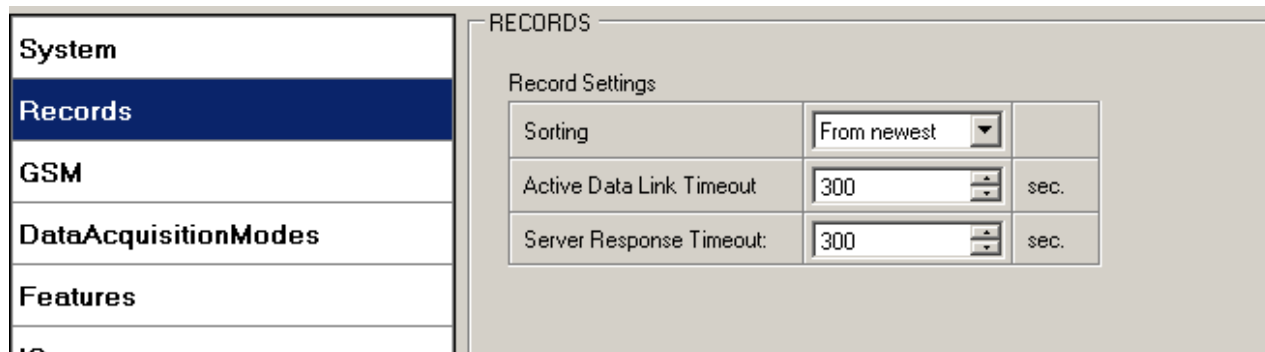 System
Records
GSM
DataAcquisitionModes
Features
RECORDS
Record Settings
Sorting From newest
Active Data Link Timeout 300 sec.
Server Response Timeout: 300 sec.